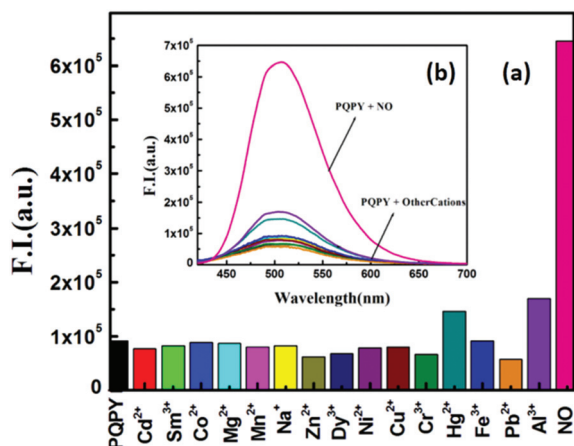 F.I.(a.u.)
6x10⁵
5x10⁵
4x10⁵
3x10⁵
2x10⁵
1x10⁵
0
(a)
(b)
F.I.(a.u.)
7x10⁶
6x10⁵
5x10⁵
4x10⁵
3x10⁵
2x10⁵
1x10⁵
0
PQPY + NO
PQPY + OtherCations
450 500 550 600 650 700
Wavelength(nm)
PQPY Cd²⁺ Sm³⁺ Co²⁺ Mg²⁺ Mn²⁺ Na⁺ Zn²⁺ Dy³⁺ Ni²⁺ Cu²⁺ Cr³⁺ Hg²⁺ Fe³⁺ Pb²⁺ Al³⁺ NO